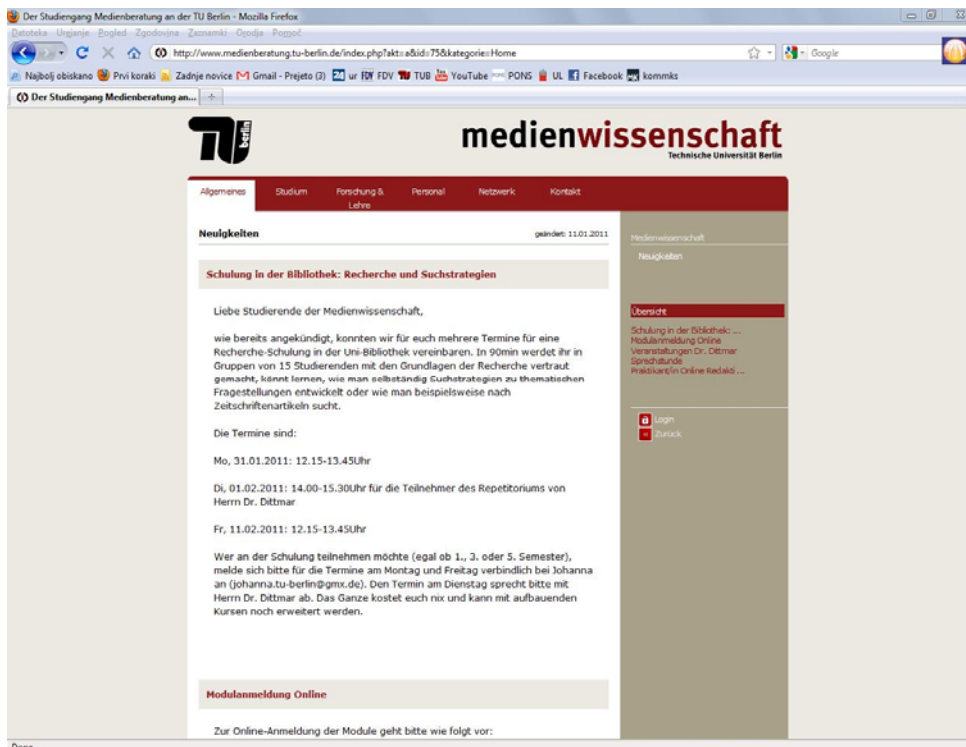 Der Studiengang Medienberatung an der TU Berlin - Mozilla Firefox
Datoteka Urejanje Pogled Zgodovina Zaznamki Orodja Pomoč
http://www.medienberatung.tu-berlin.de/index.php?akt=a&id=75&kategorie=Home
Google
Najbolj obiskano Prvi koraki Zadnje novice Gmail - Prejeto (3) ur FDV FDV TUB YouTube PONS UL Facebook kommks
Der Studiengang Medienberatung an...
TU berlin
medienwissenschaft
Technische Universität Berlin
Allgemeines Studium Forschung & Lehre Personal Netzwerk Kontakt
Neuigkeiten
geändert: 11.01.2011
Schulung in der Bibliothek: Recherche und Suchstrategien
Liebe Studierende der Medienwissenschaft,
wie bereits angekündigt, konnten wir für euch mehrere Termine für eine
Recherche-Schulung in der Uni-Bibliothek vereinbaren. In 90min werdet ihr in
Gruppen von 15 Studierenden mit den Grundlagen der Recherche vertraut
gemacht, könnt lernen, wie man selbständig Suchstrategien zu thematischen
Fragestellungen entwickelt oder wie man beispielsweise nach
Zeitschriftenartikeln sucht.
Die Termine sind:
Mo, 31.01.2011: 12.15-13.45Uhr
Di, 01.02.2011: 14.00-15.30Uhr für die Teilnehmer des Repetitoriums von
Herrn Dr. Dittmar
Fr, 11.02.2011: 12.15-13.45Uhr
Wer an der Schulung teilnehmen möchte (egal ob 1., 3. oder 5. Semester),
melde sich bitte für die Termine am Montag und Freitag verbindlich bei Johanna
an (johanna.tu-berlin@gmx.de). Den Termin am Dienstag sprecht bitte mit
Herrn Dr. Dittmar ab. Das Ganze kostet euch nix und kann mit aufbauenden
Kursen noch erweitert werden.
Modulanmeldung Online
Zur Online-Anmeldung der Module geht bitte wie folgt vor:
Medienwissenschaft
Neuigkeiten
Übersicht
Schulung in der Bibliothek: ...
Modulanmeldung Online
Veranstaltungen Dr. Dittmar
Sprechstunde
Praktikant/in Online Redakti ...
Login
Zurück